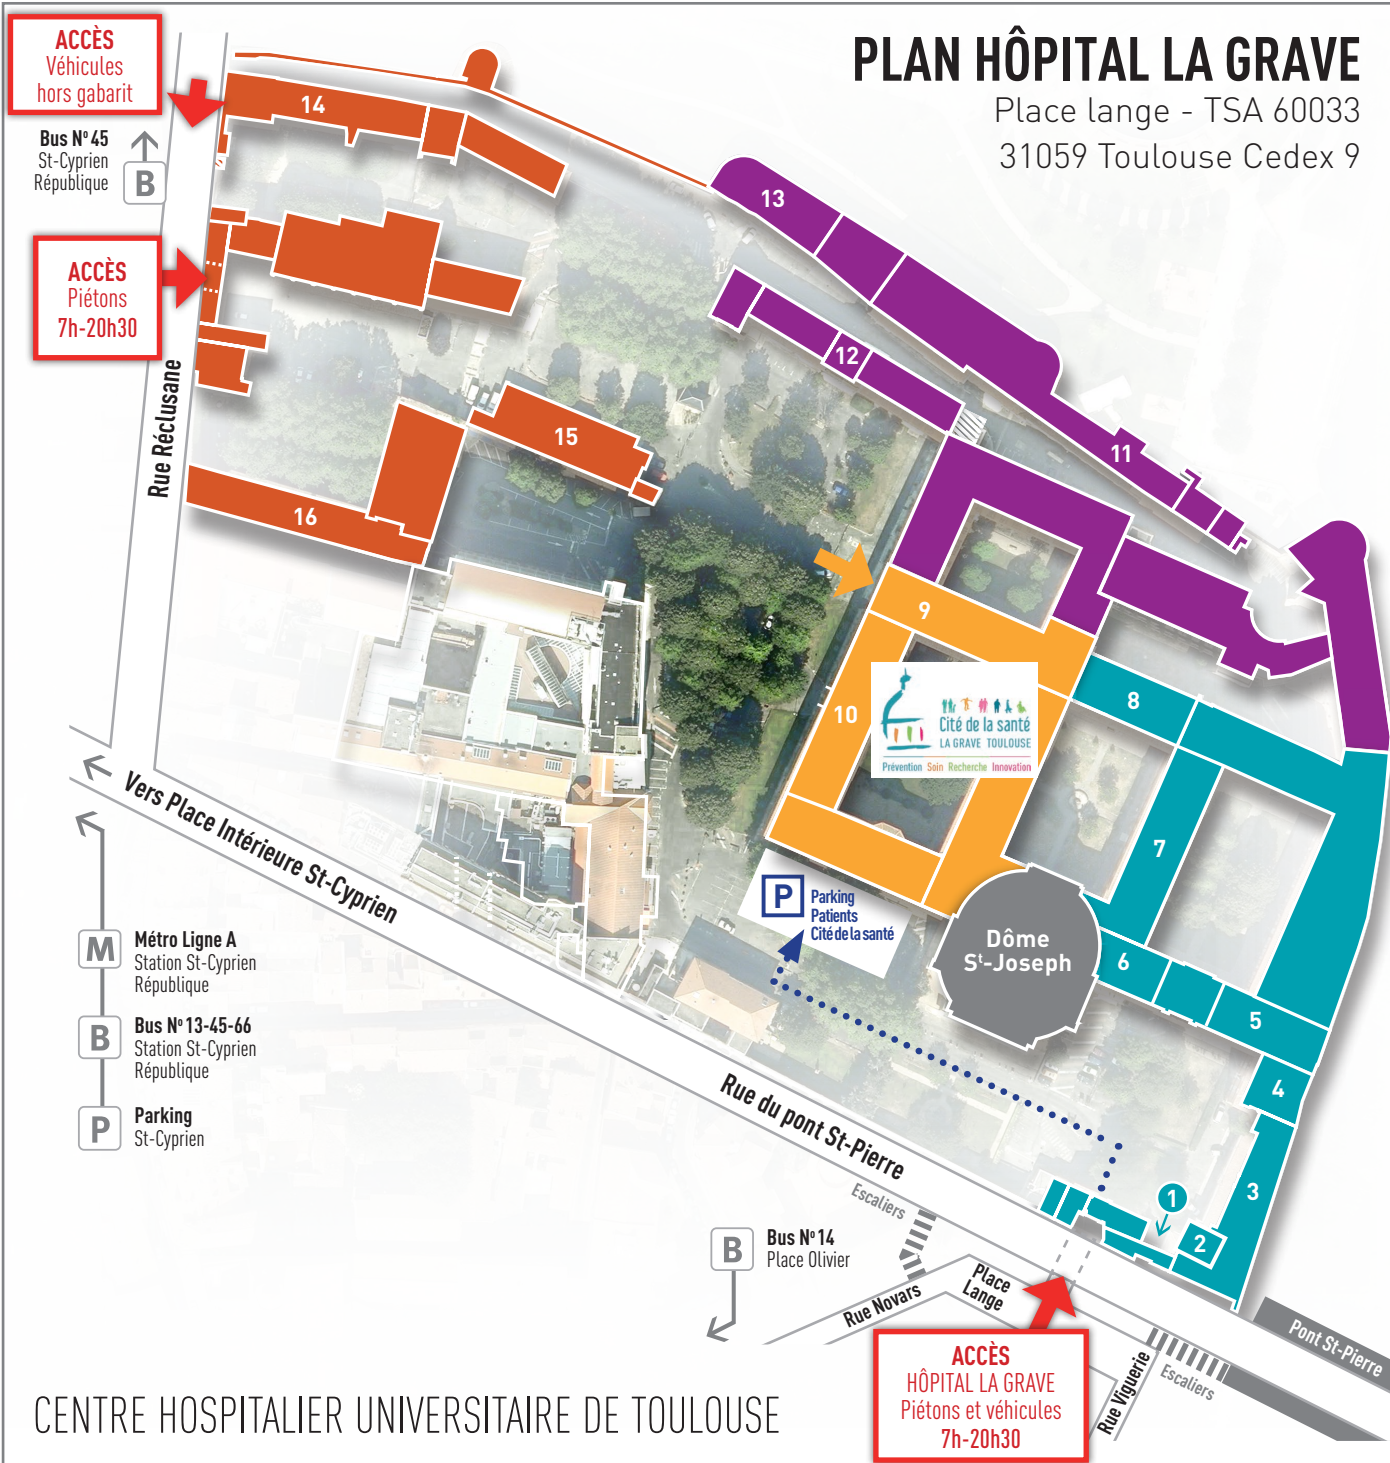 PLAN HÔPITAL LA GRAVE
Place lange - TSA 60033
31059 Toulouse Cedex 9
ACCÈS
Véhicules
hors gabarit
Bus Nº 45
St-Cyprien
République
B
ACCÈS
Piétons
7h-20h30
Rue Réclusane
14
13
12
11
15
16
9
10
8
7
6
5
4
3
2
1
Cité de la santé
LA GRAVE TOULOUSE
Prévention Soin Recherche Innovation
P
Parking
Patients
Cité de la santé
Dôme
St-Joseph
Vers Place Intérieure St-Cyprien
M
Métro Ligne A
Station St-Cyprien
République
B
Bus Nº 13-45-66
Station St-Cyprien
République
P
Parking
St-Cyprien
Rue du pont St-Pierre
Escaliers
B
Bus Nº 14
Place Olivier
Rue Novars
Place
Lange
Rue Viguerie
Escaliers
Pont St-Pierre
ACCÈS
HÔPITAL LA GRAVE
Piétons et véhicules
7h-20h30
CENTRE HOSPITALIER UNIVERSITAIRE DE TOULOUSE